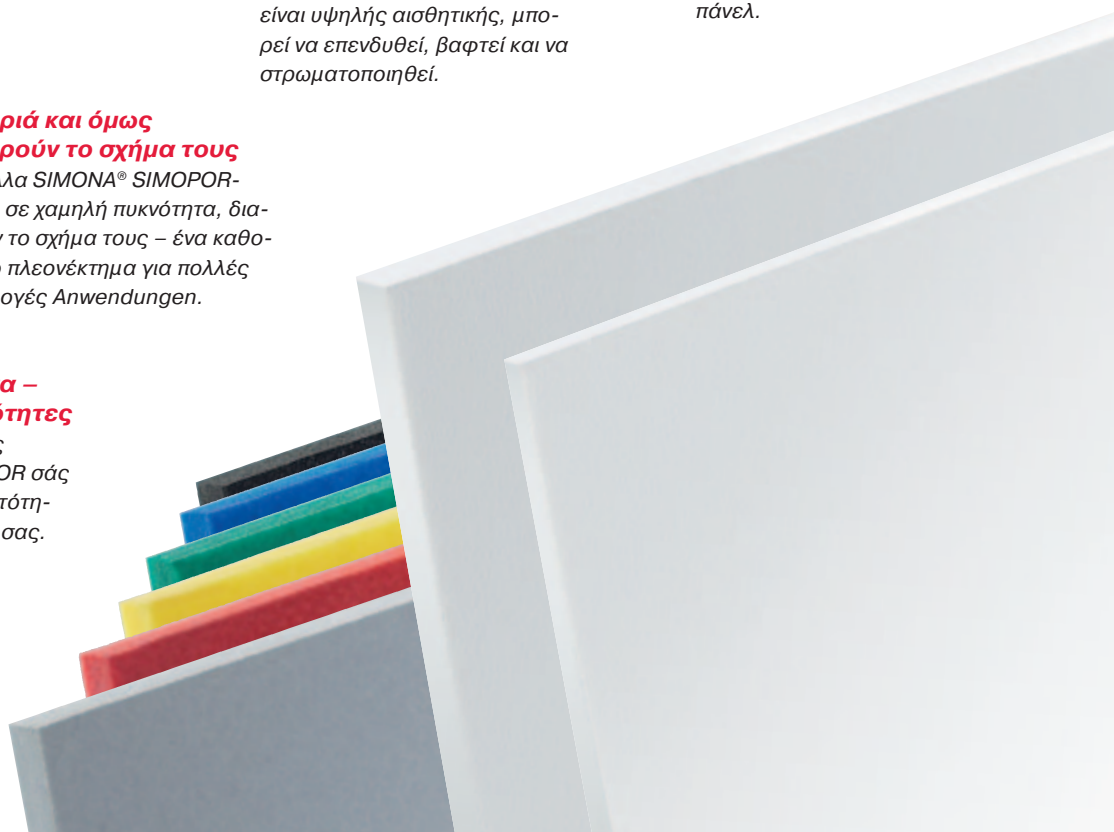 είναι υψηλής αισθητικής, μπο-
ρεί να επενδυθεί, βαφτεί και να
στρωματοποιηθεί.
πάνελ.
ριά και όμως
ρούν το σχήμα τους
λα SIMONA® SIMOPOR-
σε χαμηλή πυκνότητα, δια-
ν το σχήμα τους – ένα καθο-
πλεονέκτημα για πολλές
ογές Anwendungen.
α –
ότητες
ς
OR σάς
τότη-
σας.